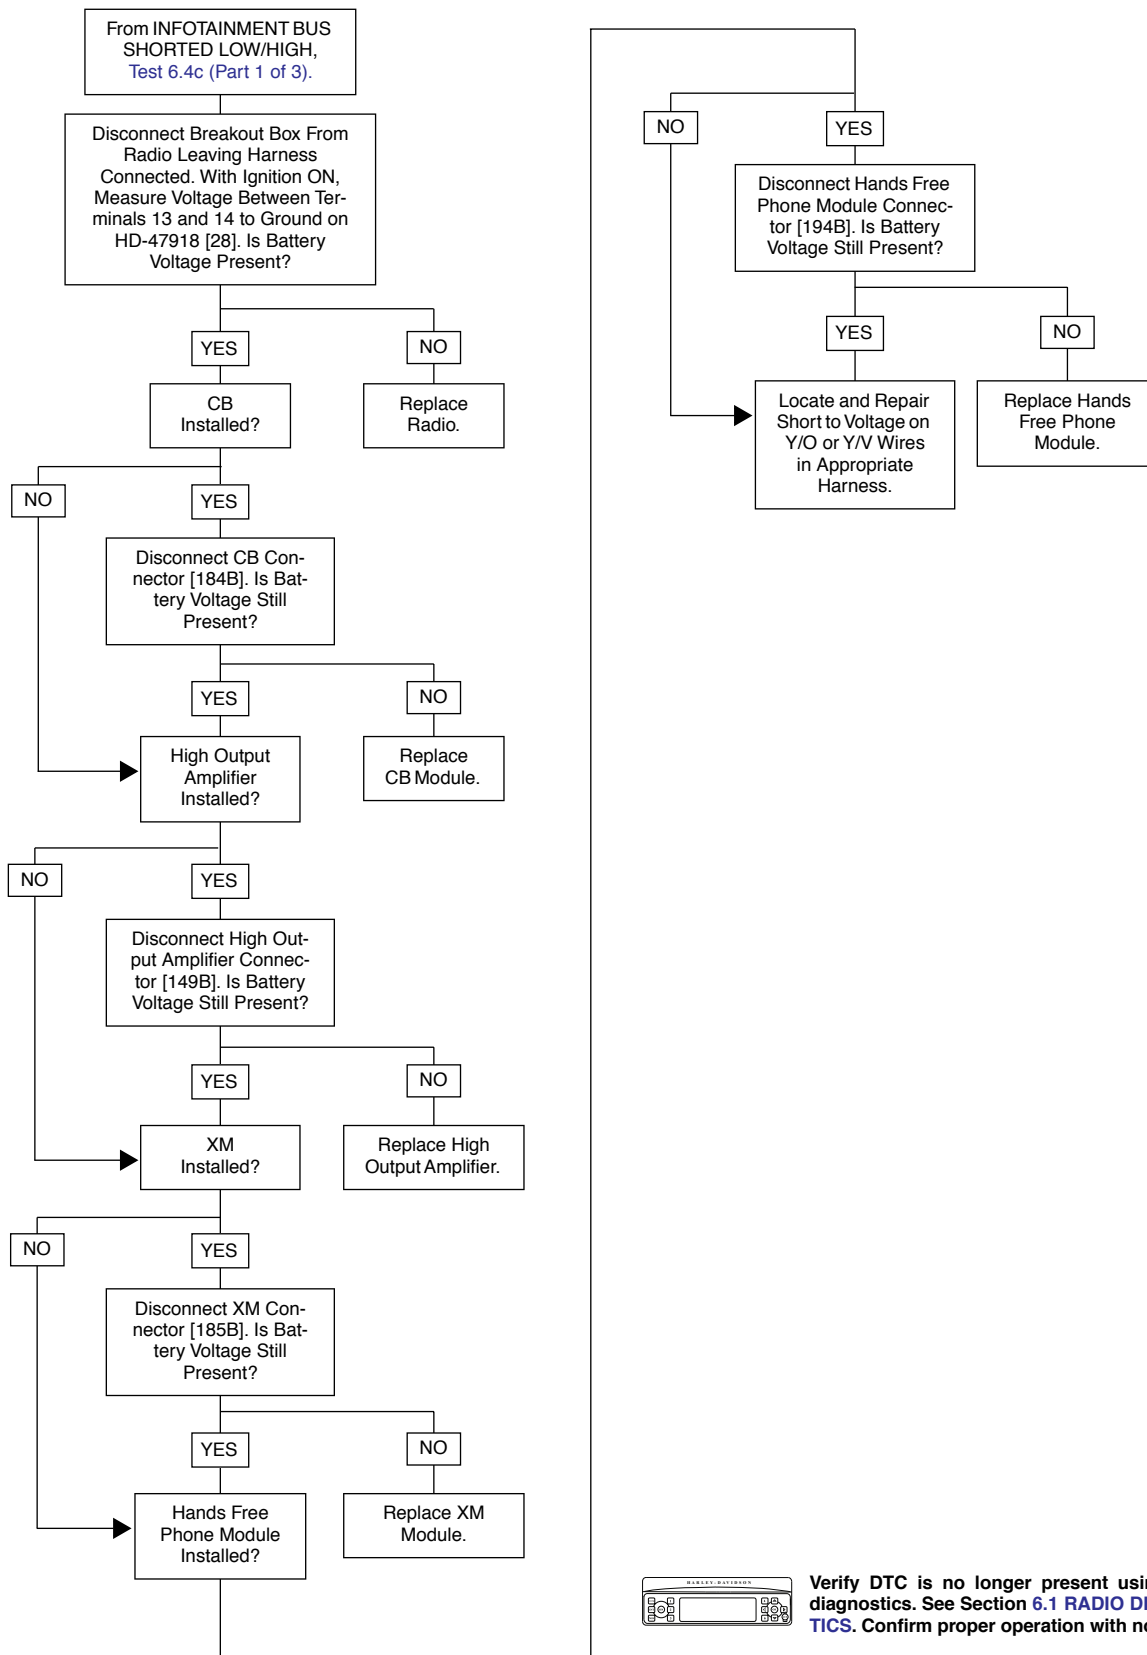 From INFOTAINMENT BUS
SHORTED LOW/HIGH,
Test 6.4c (Part 1 of 3).
Disconnect Breakout Box From
Radio Leaving Harness
Connected. With Ignition ON,
Measure Voltage Between Ter-
minals 13 and 14 to Ground on
HD-47918 [28]. Is Battery
Voltage Present?
YES
NO
CB
Installed?
Replace
Radio.
NO
YES
Disconnect CB Con-
nector [184B]. Is Bat-
tery Voltage Still
Present?
YES
NO
High Output
Amplifier
Installed?
Replace
CB Module.
NO
YES
Disconnect High Out-
put Amplifier Connec-
tor [149B]. Is Battery
Voltage Still Present?
YES
NO
XM
Installed?
Replace High
Output Amplifier.
NO
YES
Disconnect XM Con-
nector [185B]. Is Bat-
tery Voltage Still
Present?
YES
NO
Hands Free
Phone Module
Installed?
Replace XM
Module.
NO
YES
Disconnect Hands Free
Phone Module Connec-
tor [194B]. Is Battery
Voltage Still Present?
YES
NO
Locate and Repair
Short to Voltage on
Y/O or Y/V Wires
in Appropriate
Harness.
Replace Hands
Free Phone
Module.
HARLEY-DAVIDSON
Verify DTC is no longer present usin
diagnostics. See Section 6.1 RADIO DI
TICS. Confirm proper operation with no